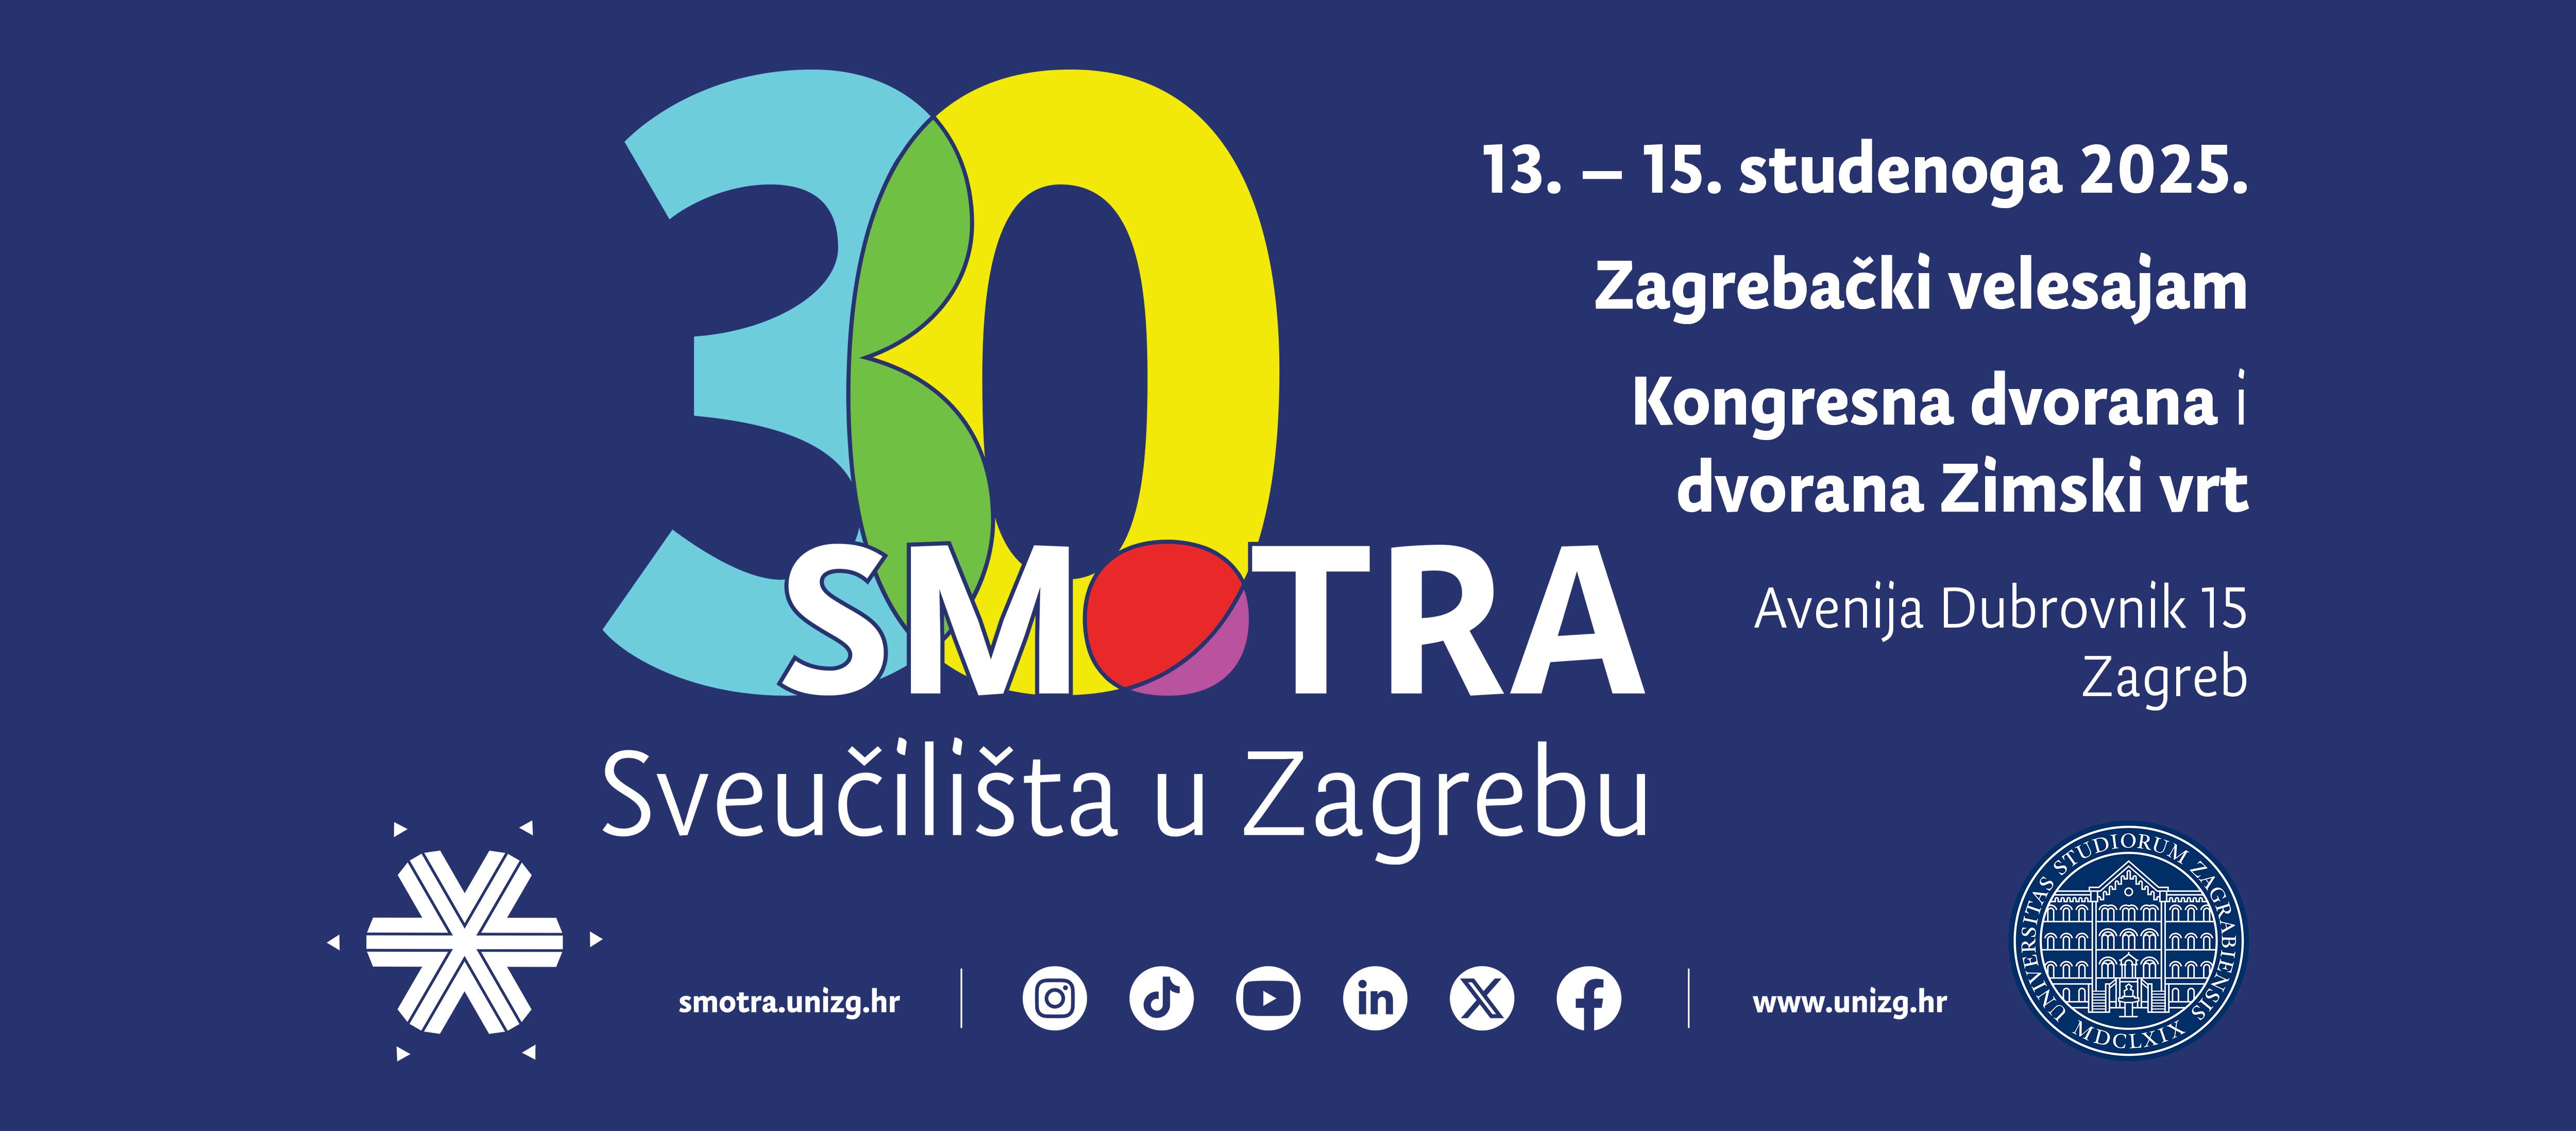 30
SMOTRA
Sveučilišta u Zagrebu
13. – 15. studenoga 2025.
Zagrebački velesajam
Kongresna dvorana i
dvorana Zimski vrt
Avenija Dubrovnik 15
Zagreb
smotra.unizg.hr
in
www.unizg.hr
UNIVERSITAS STUDIORUM ZAGRABIENSIS
MDCLXIX